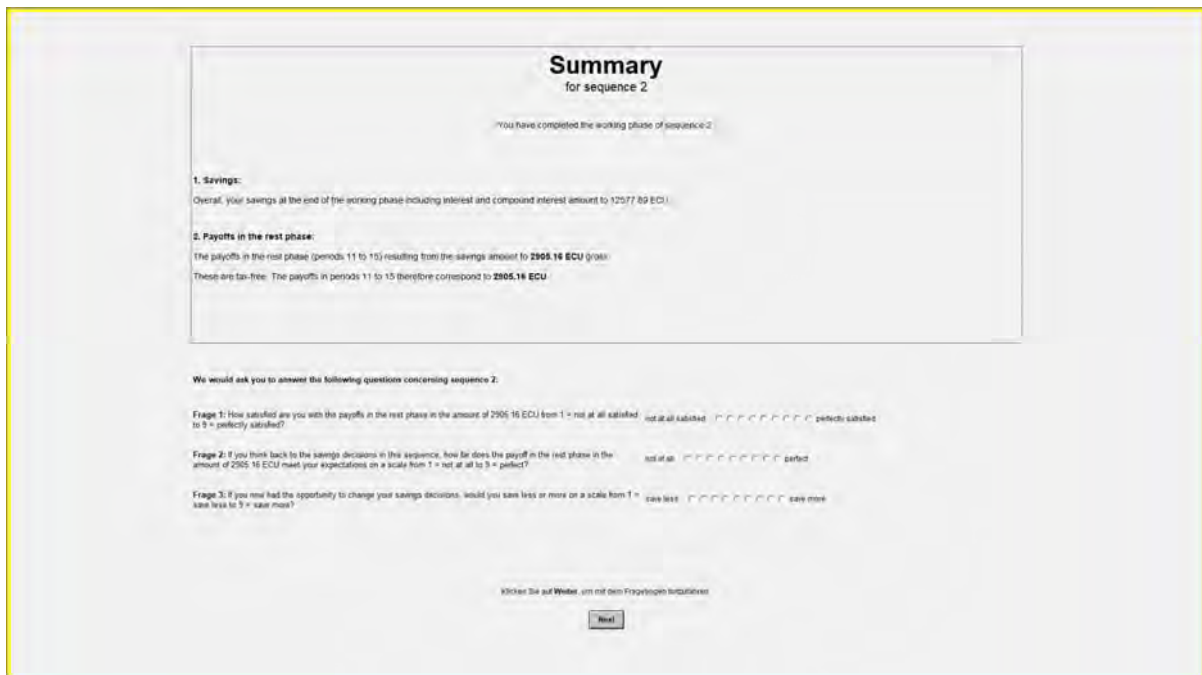 Summary
for sequence 2
You have completed the working phase of sequence 2
1. Savings:
Overall, your savings at the end of the working phase including interest and compound interest amount to 12577.89 ECU.
2. Payoffs in the rest phase:
The payoffs in the rest phase (periods 11 to 15) resulting from the savings amount to 2905.16 ECU gross.
These are tax-free. The payoffs in periods 11 to 15 therefore correspond to 2905.16 ECU.
We would ask you to answer the following questions concerning sequence 2:
Frage 1: How satisfied are you with the payoffs in the rest phase in the amount of 2905.16 ECU from 1 = not at all satisfied not at all satisfied perfectly satisfied
to 9 = perfectly satisfied?
Frage 2: If you think back to the savings decisions in this sequence, how far does the payoff in the rest phase in the not at all perfect
amount of 2905.16 ECU meet your expectations on a scale from 1 = not at all to 9 = perfect?
Frage 3: If you now had the opportunity to change your savings decisions, would you save less or more on a scale from 1 = save less save more
save less to 9 = save more?
Klicken Sie auf Weiter, um mit dem Fragebogen fortzufahren
Next